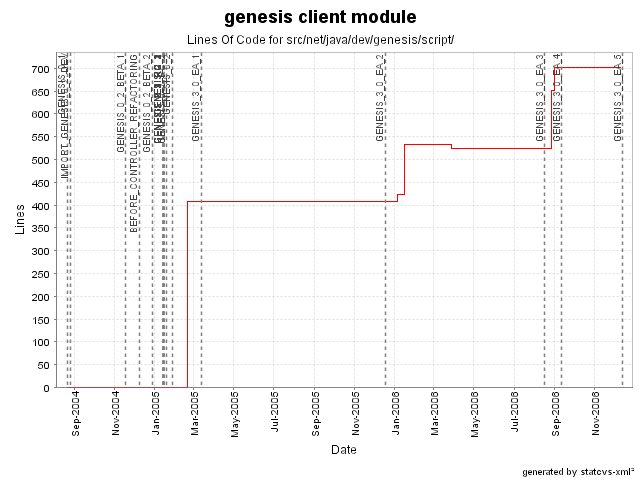 genesis client module
Lines Of Code for src/net/java/dev/genesis/script/
Lines
700
650
600
550
500
450
400
350
300
250
200
150
100
50
0
GENESIS_0_2_BETA_1
BEFORE_CONTROLLER_REFACTORING
GENESIS_0_2_BETA_2
GENESIS_3_0_EA_1
GENESIS_3_0_EA_2
GENESIS_3_0_EA_3
GENESIS_3_0_EA_4
GENESIS_3_0_EA_5
Sep-2004
Nov-2004
Jan-2005
Mar-2005
May-2005
Jul-2005
Sep-2005
Nov-2005
Jan-2006
Mar-2006
May-2006
Jul-2006
Sep-2006
Nov-2006
Date
generated by statcvs-xml²